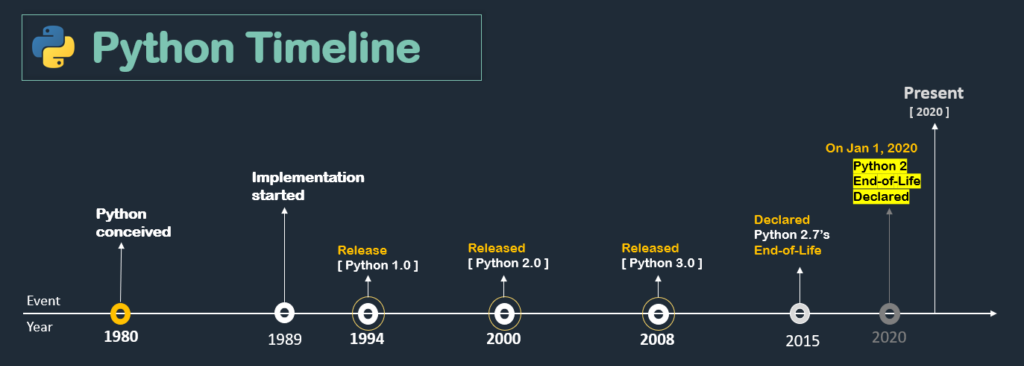 Python Timeline
Present
[ 2020 ]
On Jan 1, 2020
Python 2
End-of-Life
Declared
Implementation
started
Python
conceived
Release
[ Python 1.0 ]
Released
[ Python 2.0 ]
Released
[ Python 3.0 ]
Declared
Python 2.7's
End-of-Life
Event
Year
1980
1989
1994
2000
2008
2015
2020